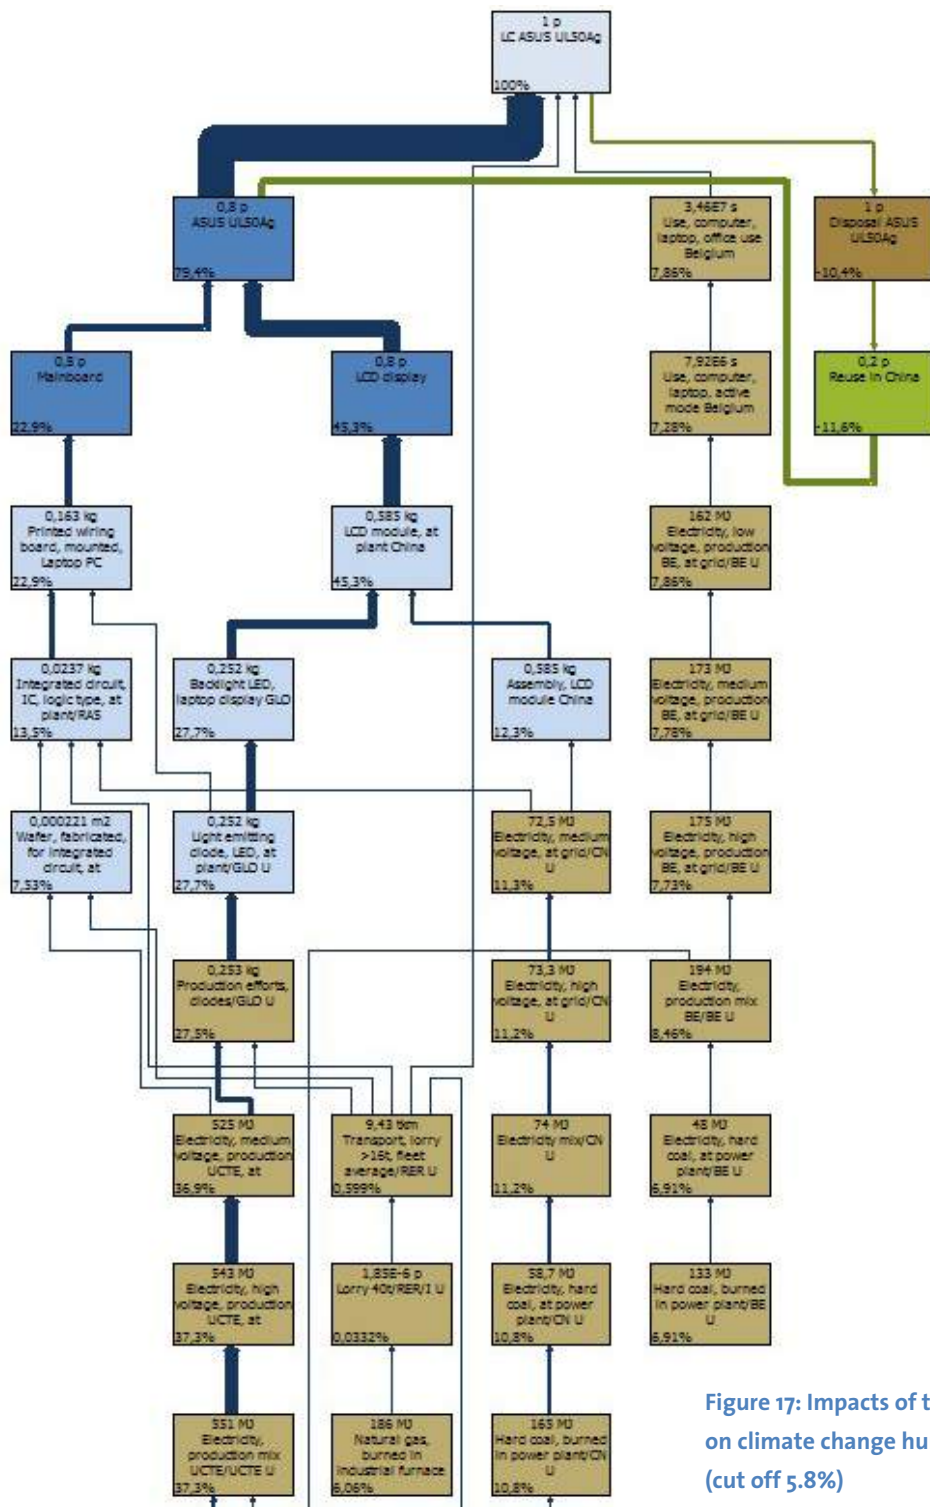 1 p
LC ASUS UL50Ag
100%
0,8 p
ASUS UL50Ag
79,4%
3,46E7 s
Use, computer,
laptop, office use
Belgium
7,86%
1 p
Disposal ASUS
UL50Ag
-10,4%
0,8 p
Mainboard
22,9%
0,8 p
LCD display
45,3%
7,92E6 s
Use, computer,
laptop, active
mode Belgium
7,28%
0,2 p
Reuse in China
-11,6%
0,163 kg
Printed wiring
board, mounted,
Laptop PC
22,9%
0,585 kg
LCD module, at
plant China
45,3%
162 MJ
Electricity, low
voltage, production
BE, at grid/BE U
7,86%
0,0237 kg
Integrated circuit,
IC, logic type, at
plant/RAS
13,5%
0,252 kg
Backlight LED,
laptop display GLO
27,7%
0,585 kg
Assembly, LCD
module China
12,3%
173 MJ
Electricity, medium
voltage, production
BE, at grid/BE U
7,78%
0,000221 m2
Wafer, fabricated,
for integrated
circuit, at
7,53%
0,252 kg
Light emitting
diode, LED, at
plant/GLO U
27,7%
72,5 MJ
Electricity, medium
voltage, at grid/CN
U
11,3%
175 MJ
Electricity, high
voltage, production
BE, at grid/BE U
7,73%
0,253 kg
Production efforts,
diodes/GLO U
27,5%
73,3 MJ
Electricity, high
voltage, at grid/CN
U
11,2%
194 MJ
Electricity,
production mix
BE/BE U
8,46%
525 MJ
Electricity, medium
voltage, production
UCTE, at
36,9%
9,43 tkm
Transport, lorry
>16t, fleet
average/RER U
0,599%
74 MJ
Electricity mix/CN
U
11,2%
48 MJ
Electricity, hard
coal, at power
plant/BE U
6,91%
543 MJ
Electricity, high
voltage, production
UCTE, at
37,3%
1,85E-6 p
Lorry 40t/RER/I U
0,0332%
58,7 MJ
Electricity, hard
coal, at power
plant/CN U
10,8%
133 MJ
Hard coal, burned
in power plant/BE
U
6,91%
551 MJ
Electricity,
production mix
UCTE/UCTE U
37,3%
186 MJ
Natural gas,
burned in
industrial furnace
6,06%
165 MJ
Hard coal, burned
in power plant/CN
U
10,8%
Figure 17: Impacts of t
on climate change hu
(cut off 5.8%)